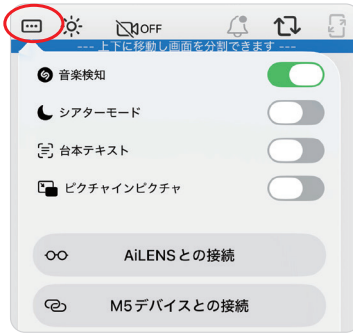 OFF
--- 上下に移動し画面を分割できます ---
音楽検知
シアターモード
台本テキスト
ピクチャインピクチャ
AiLENSとの接続
M5デバイスとの接続